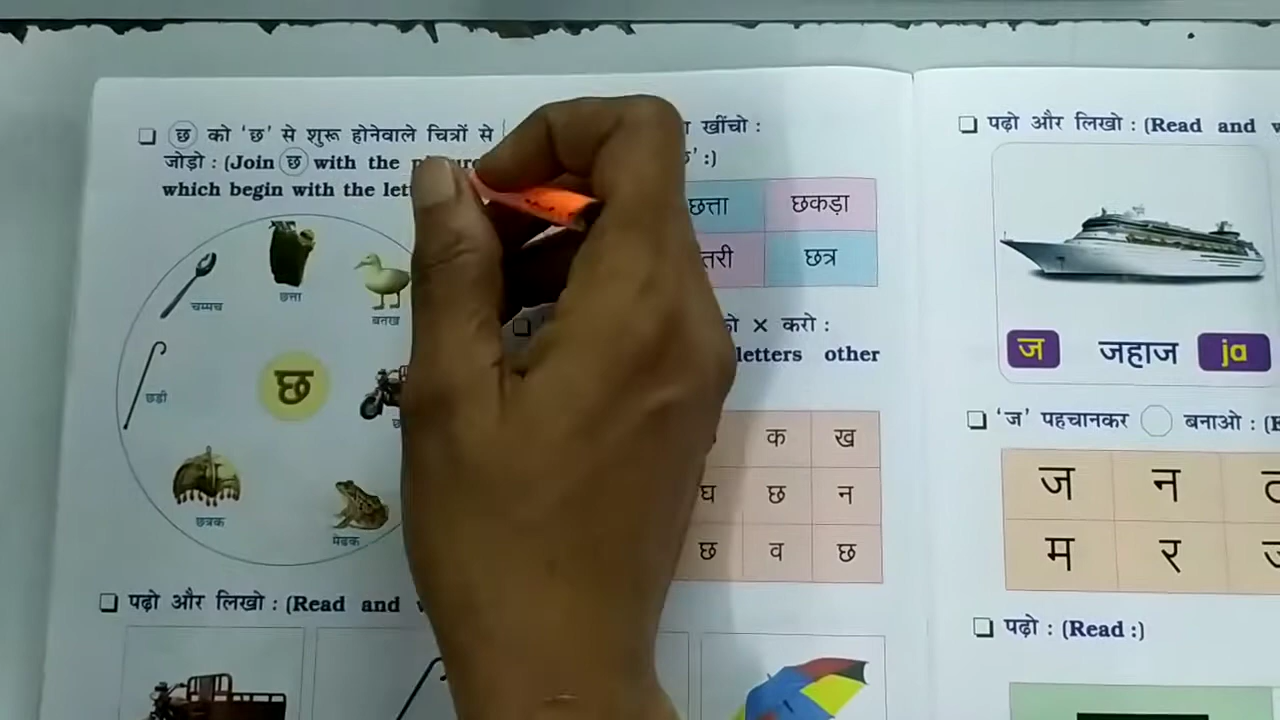 छ को 'छ' से शुरू होनेवाले चित्रों से
जोड़ो : (Join छ with the
which begin with the
चम्मच
छत्ता
बतख
छड़ी
छ
छत्रक
मेंढक
पढ़ो और लिखो : (Read and
खींचो :
छत्ता छकड़ा
छत्र
× करो :
letters other
क ख
घ छ न
छ व छ
पढ़ो और लिखो : (Read and
ज जहाज ja
'ज' पहचानकर बनाओ :
ज न
म र
पढ़ो : (Read :)